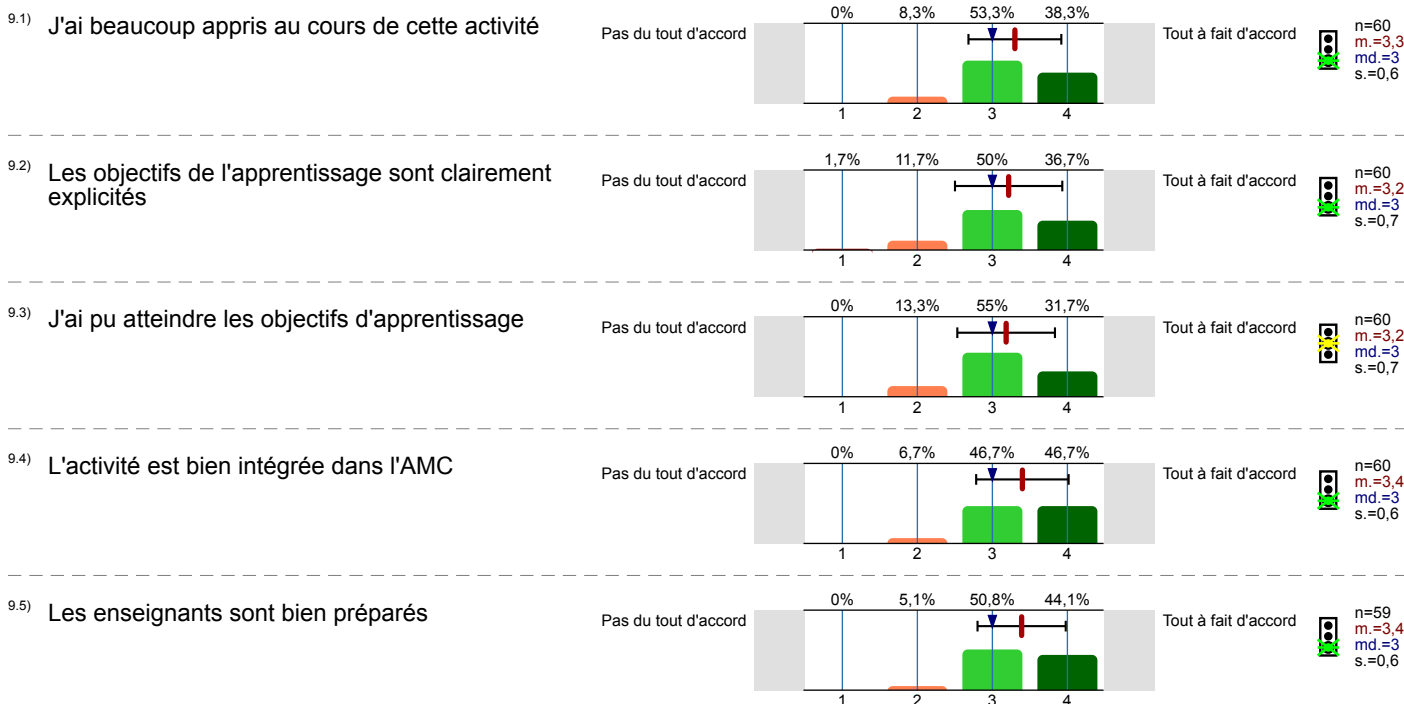 0% 8,3% 53,3% 38,3%
9.1) J'ai beaucoup appris au cours de cette activité
Pas du tout d'accord Tout à fait d'accord
n=60
m.=3,3
md.=3
s.=0,6
1 2 3 4
1,7% 11,7% 50% 36,7%
9.2) Les objectifs de l'apprentissage sont clairement
explicités
Pas du tout d'accord Tout à fait d'accord
n=60
m.=3,2
md.=3
s.=0,7
1 2 3 4
0% 13,3% 55% 31,7%
9.3) J'ai pu atteindre les objectifs d'apprentissage
Pas du tout d'accord Tout à fait d'accord
n=60
m.=3,2
md.=3
s.=0,7
1 2 3 4
0% 6,7% 46,7% 46,7%
9.4) L'activité est bien intégrée dans l'AMC
Pas du tout d'accord Tout à fait d'accord
n=60
m.=3,4
md.=3
s.=0,6
1 2 3 4
0% 5,1% 50,8% 44,1%
9.5) Les enseignants sont bien préparés
Pas du tout d'accord Tout à fait d'accord
n=59
m.=3,4
md.=3
s.=0,6
1 2 3 4